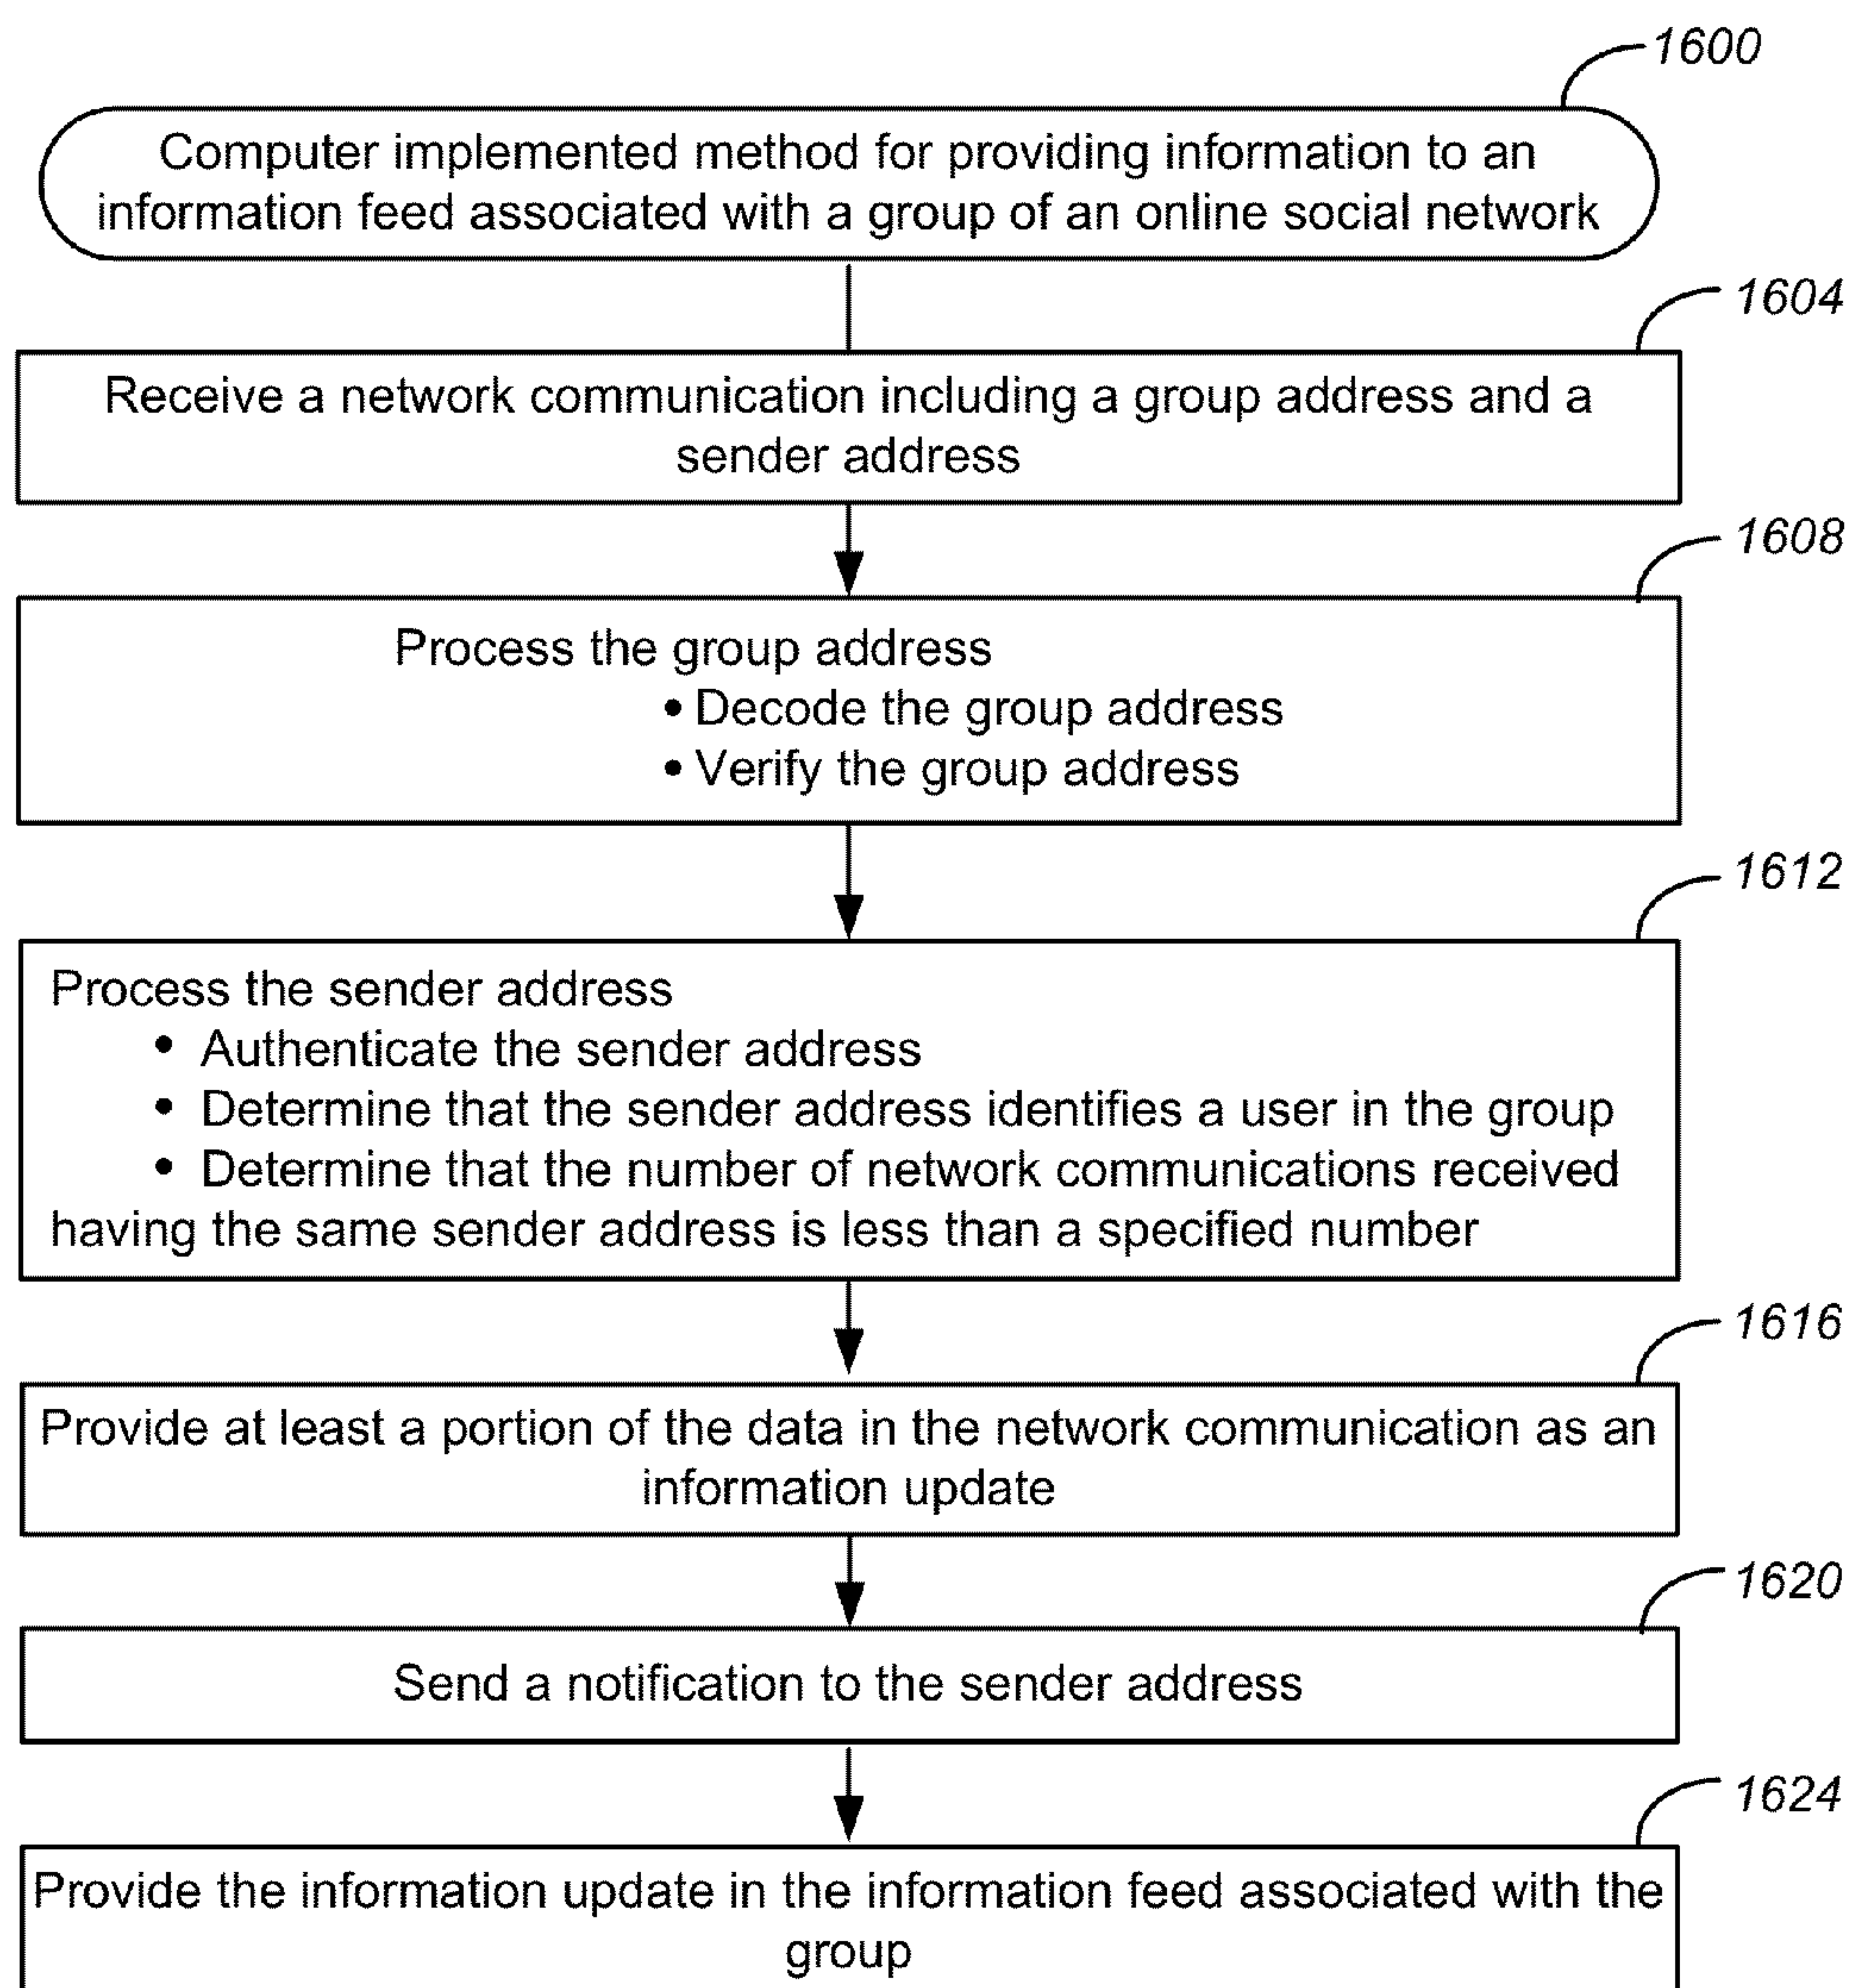 1600
Computer implemented method for providing information to an
information feed associated with a group of an online social network
1604
Receive a network communication including a group address and a
sender address
1608
Process the group address
• Decode the group address
• Verify the group address
1612
Process the sender address
• Authenticate the sender address
• Determine that the sender address identifies a user in the group
• Determine that the number of network communications received
having the same sender address is less than a specified number
1616
Provide at least a portion of the data in the network communication as an
information update
1620
Send a notification to the sender address
1624
Provide the information update in the information feed associated with the
group